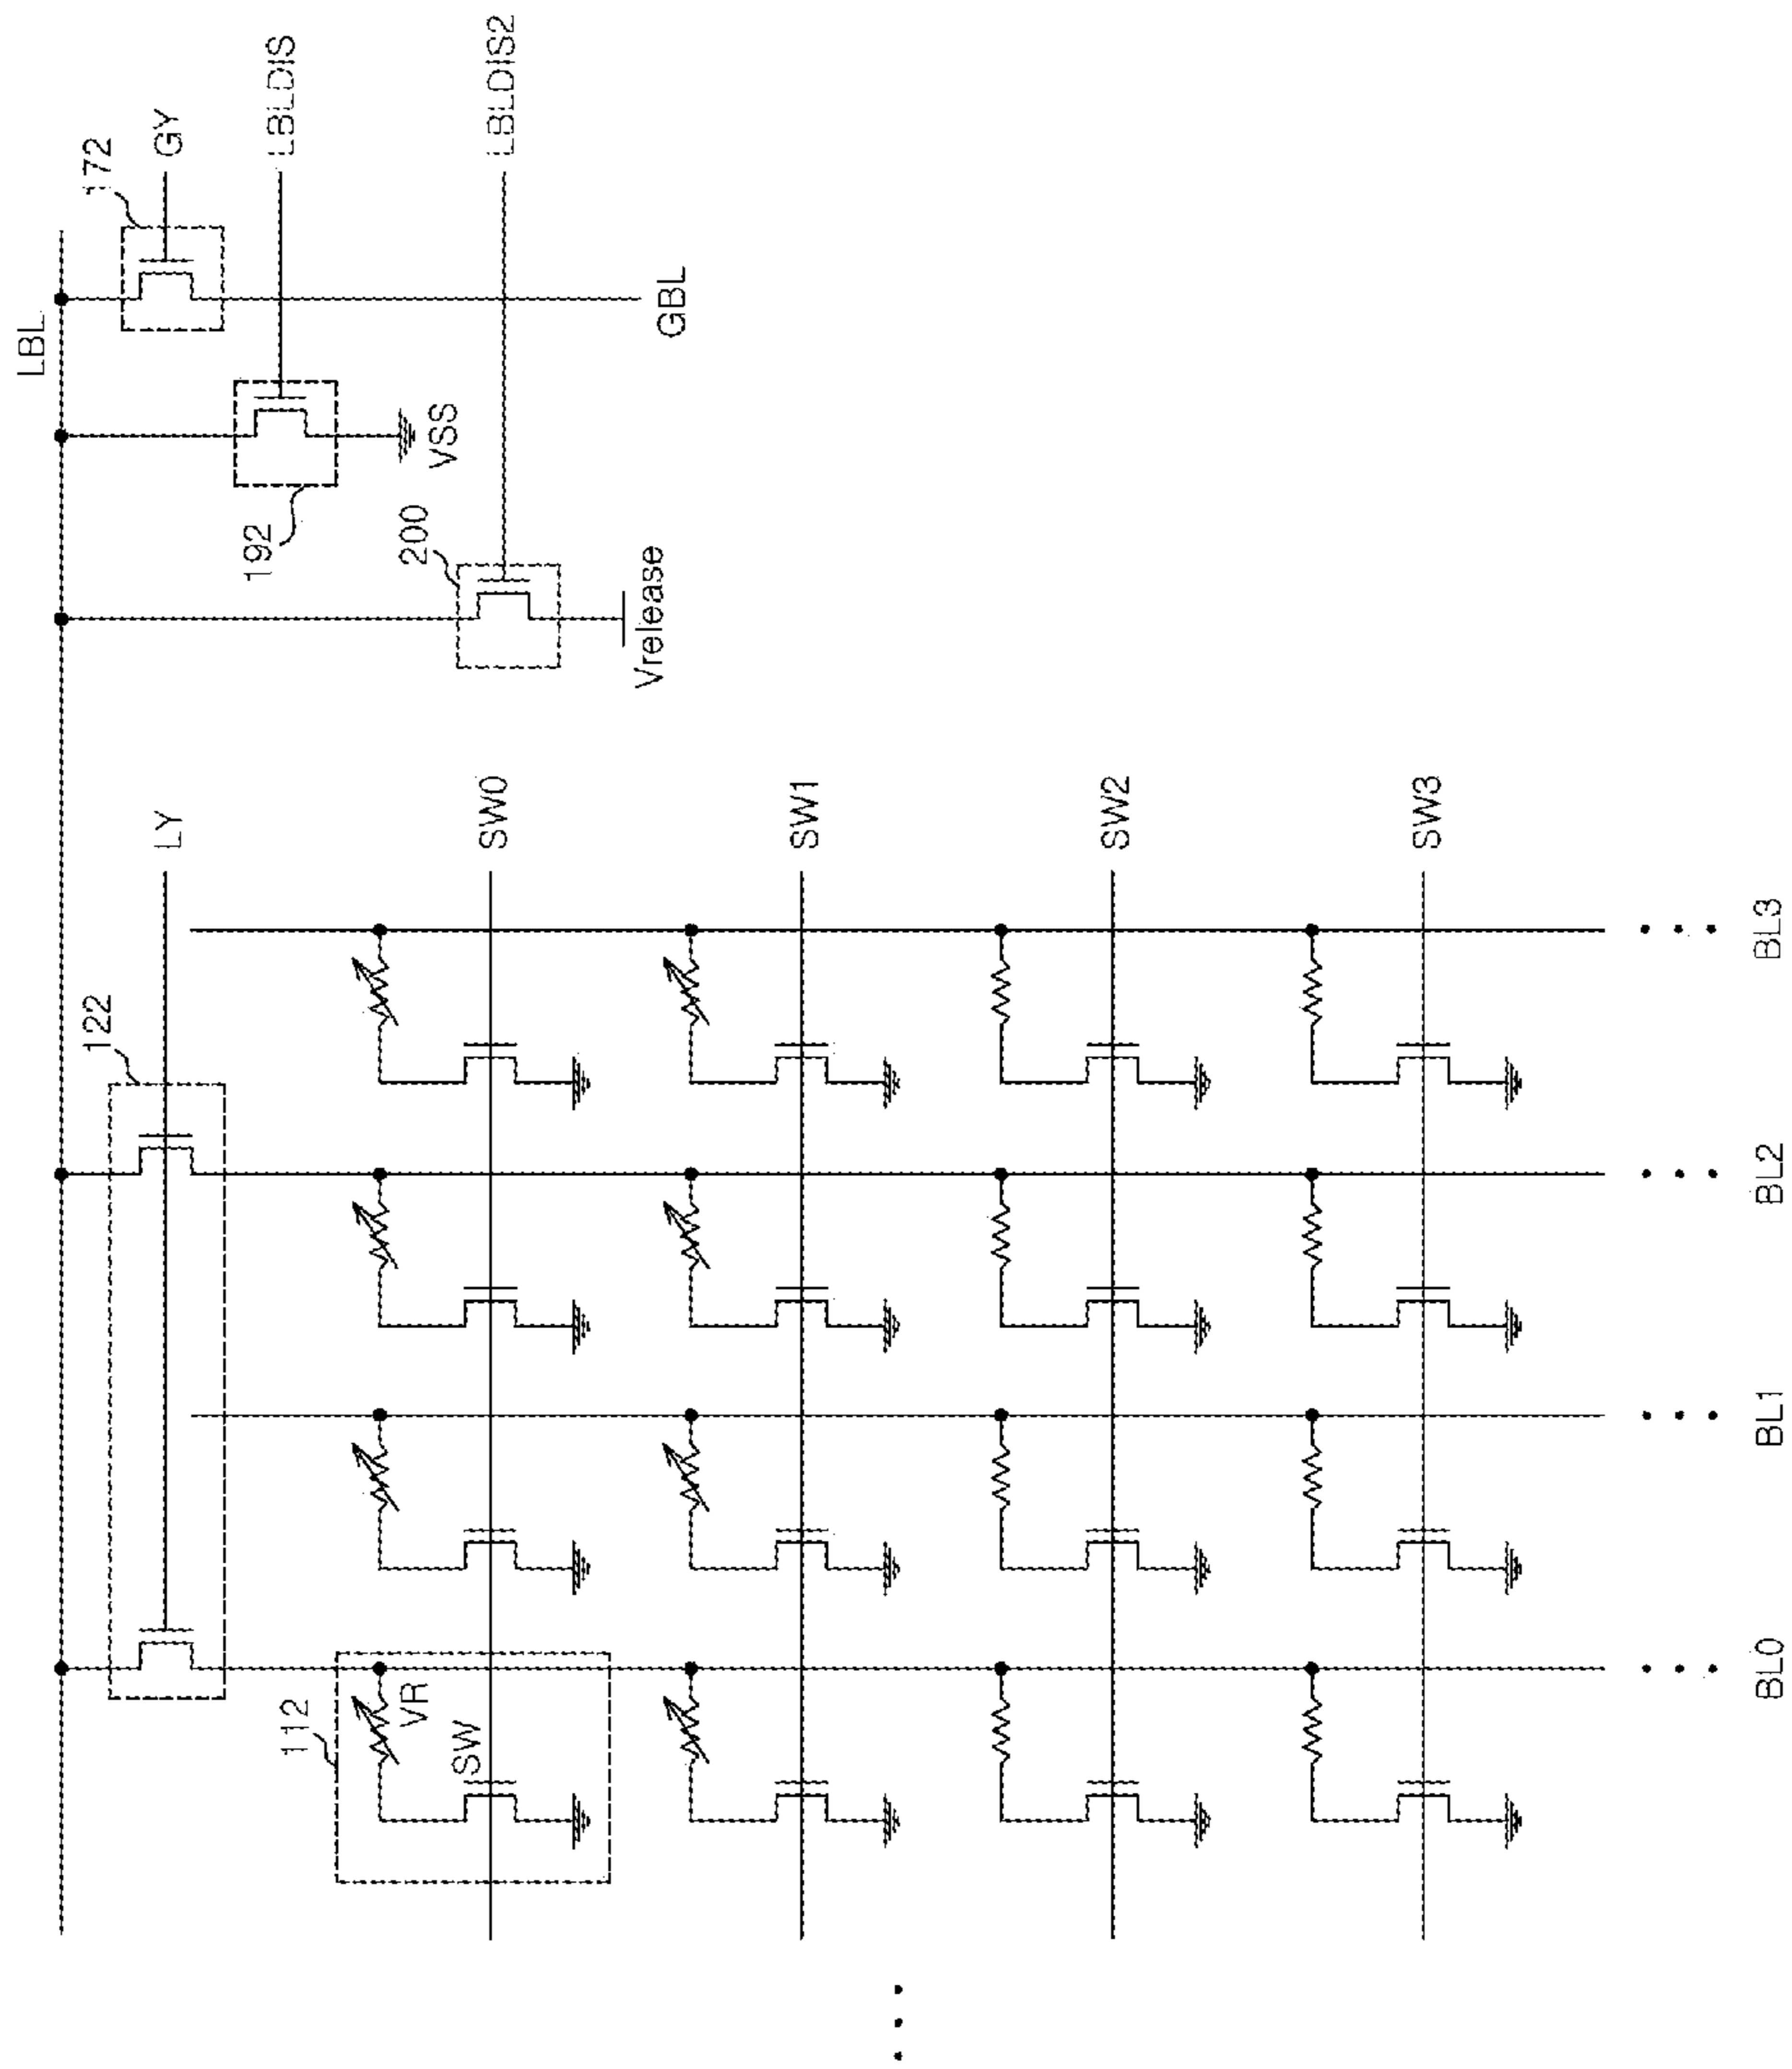 LBL
172
GY
LBLDIS
192
VSS
LBLDIS2
200
Vrelease
GBL
122
LY
112
VR
SW
SW0
SW1
SW2
SW3
BL0
BL1
BL2
BL3